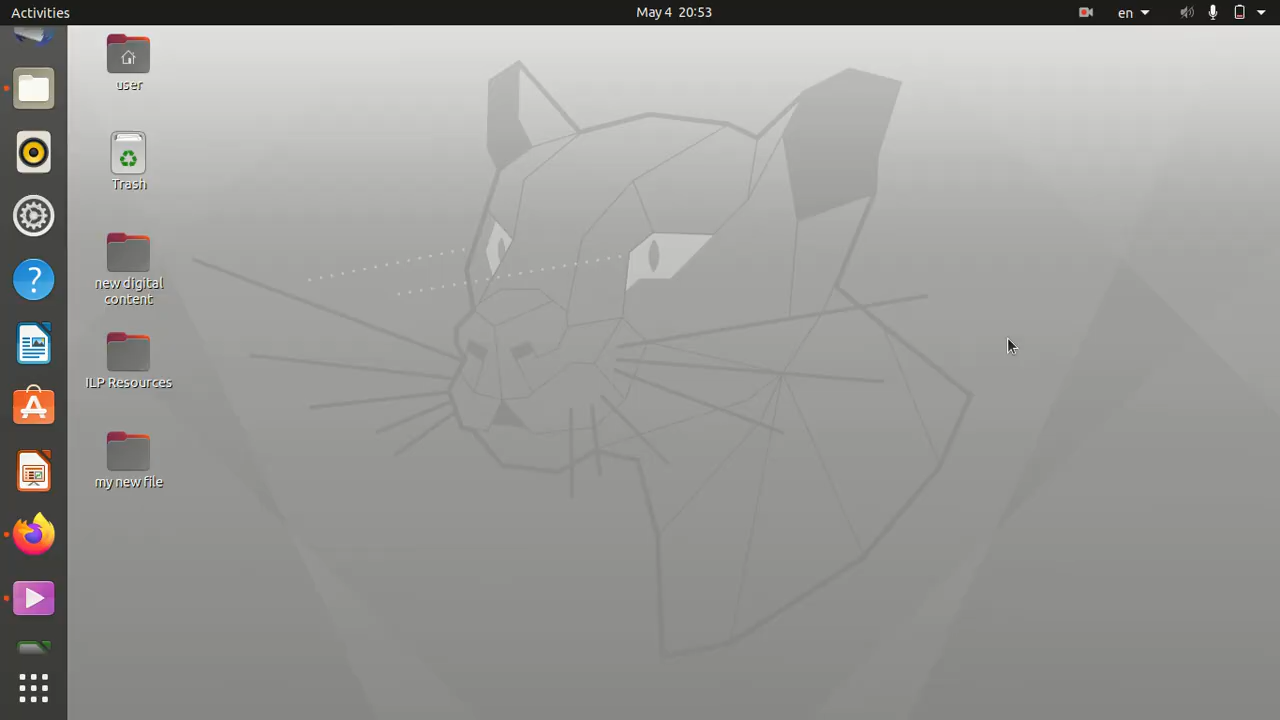 Activities
May 4 20:53
en
user
Trash
new digital
content
ILP Resources
my new file